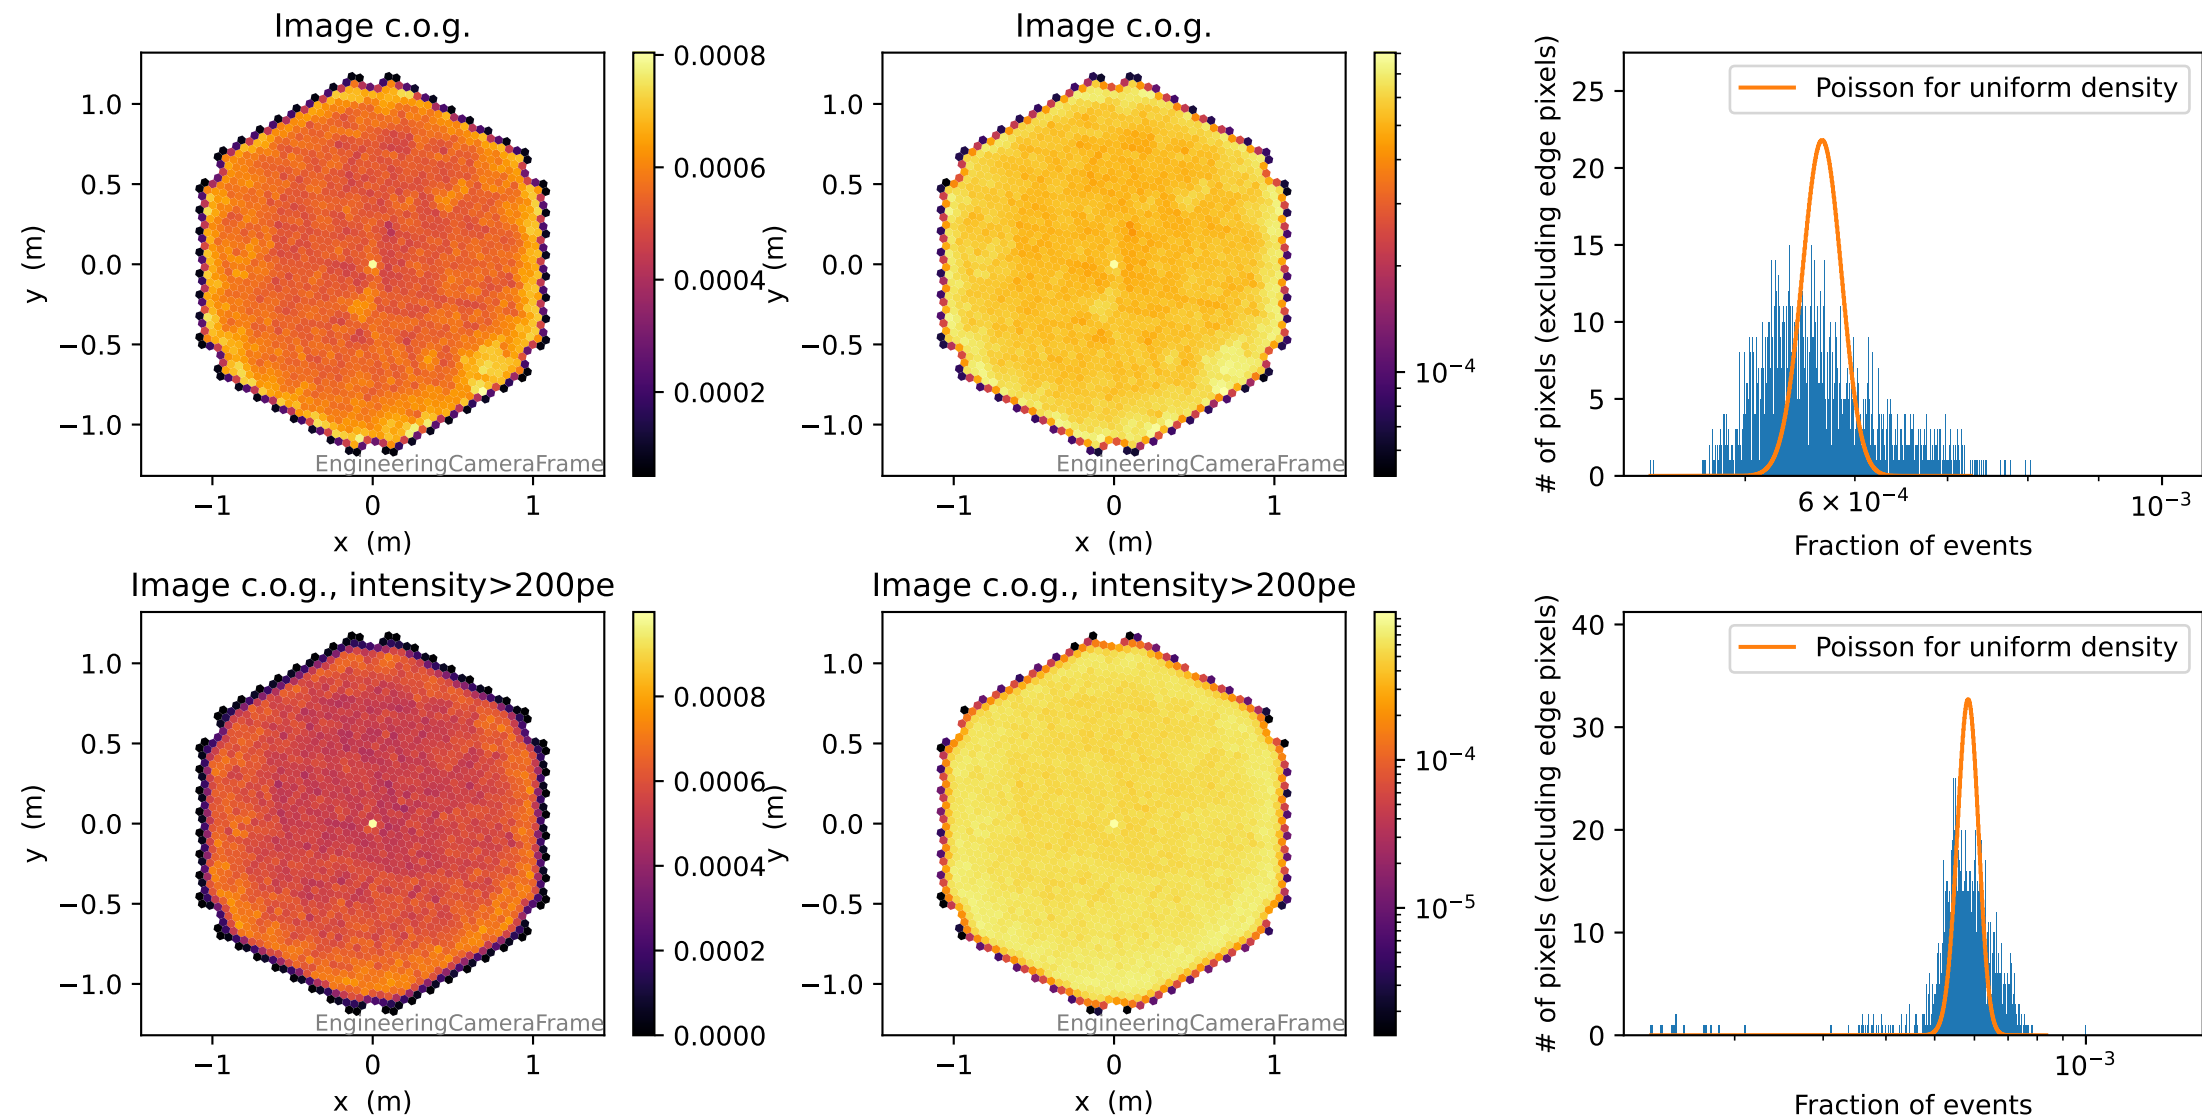 Image c.o.g.
1.0
0.5
0.0
−0.5
−1.0
y (m)
−1
0
1
x (m)
EngineeringCameraFrame
0.0008
0.0006
0.0004
0.0002
Image c.o.g.
1.0
0.5
0.0
−0.5
−1.0
y (m)
−1
0
1
x (m)
EngineeringCameraFrame
10⁻⁴
# of pixels (excluding edge pixels)
25
20
15
10
5
0
Poisson for uniform density
6 × 10⁻⁴
10⁻³
Fraction of events
Image c.o.g., intensity>200pe
1.0
0.5
0.0
−0.5
−1.0
y (m)
−1
0
1
x (m)
EngineeringCameraFrame
0.0008
0.0006
0.0004
0.0002
0.0000
Image c.o.g., intensity>200pe
1.0
0.5
0.0
−0.5
−1.0
y (m)
−1
0
1
x (m)
EngineeringCameraFrame
10⁻⁴
10⁻⁵
# of pixels (excluding edge pixels)
40
30
20
10
0
Poisson for uniform density
10⁻³
Fraction of events